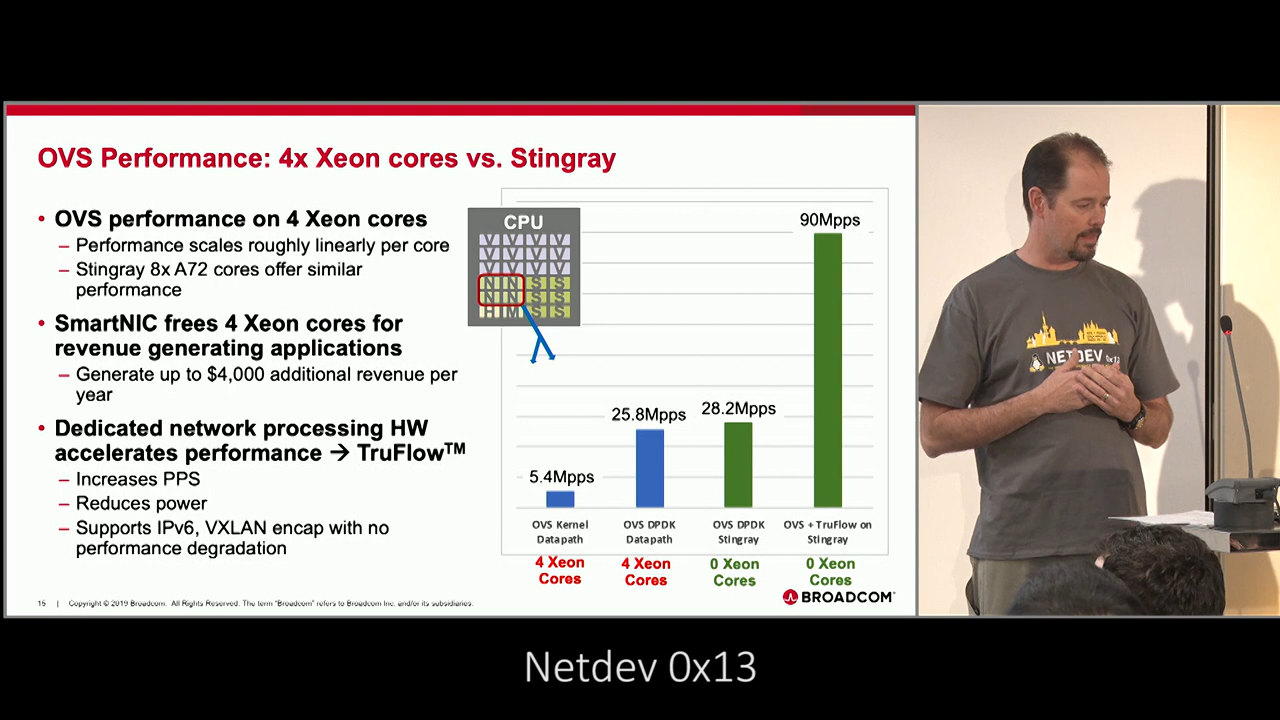 OVS Performance: 4x Xeon cores vs. Stingray
• OVS performance on 4 Xeon cores
– Performance scales roughly linearly per core
– Stingray 8x A72 cores offer similar
performance
• SmartNIC frees 4 Xeon cores for
revenue generating applications
– Generate up to $4,000 additional revenue per
year
• Dedicated network processing HW
accelerates performance → TruFlow™
– Increases PPS
– Reduces power
– Supports IPv6, VXLAN encap with no
performance degradation
CPU
V V V V
V V V V
V V V V
N N S S
N N S S
H M S S
5.4Mpps
25.8Mpps
28.2Mpps
90Mpps
OVS Kernel
Datapath
OVS DPDK
Datapath
OVS DPDK
Stingray
OVS + TruFlow on
Stingray
4 Xeon
Cores
4 Xeon
Cores
0 Xeon
Cores
0 Xeon
Cores
15 | Copyright © 2019 Broadcom. All Rights Reserved. The term "Broadcom" refers to Broadcom Inc. and/or its subsidiaries.
BROADCOM
NETDEV 0x13
Netdev 0x13